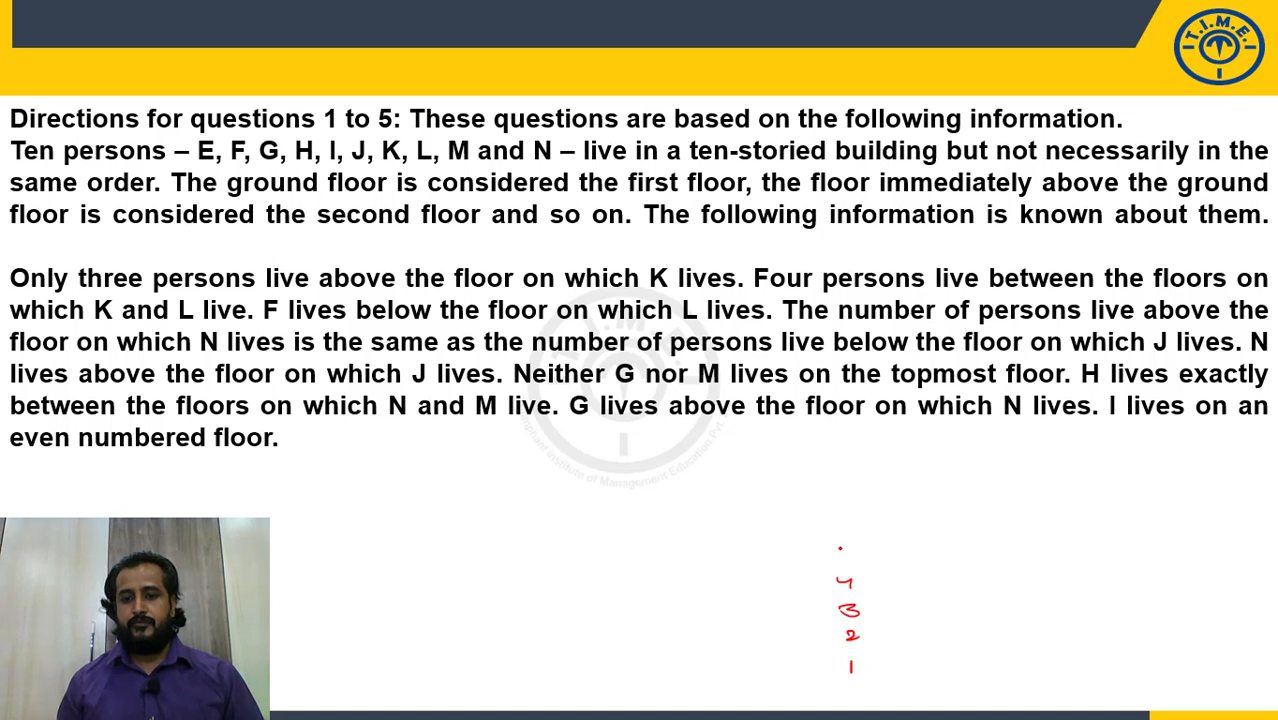 T.I.M.E.
Directions for questions 1 to 5: These questions are based on the following information.
Ten persons – E, F, G, H, I, J, K, L, M and N – live in a ten-storied building but not necessarily in the
same order. The ground floor is considered the first floor, the floor immediately above the ground
floor is considered the second floor and so on. The following information is known about them.
Only three persons live above the floor on which K lives. Four persons live between the floors on
which K and L live. F lives below the floor on which L lives. The number of persons live above the
floor on which N lives is the same as the number of persons live below the floor on which J lives. N
lives above the floor on which J lives. Neither G nor M lives on the topmost floor. H lives exactly
between the floors on which N and M live. G lives above the floor on which N lives. I lives on an
even numbered floor.
4
3
2
1